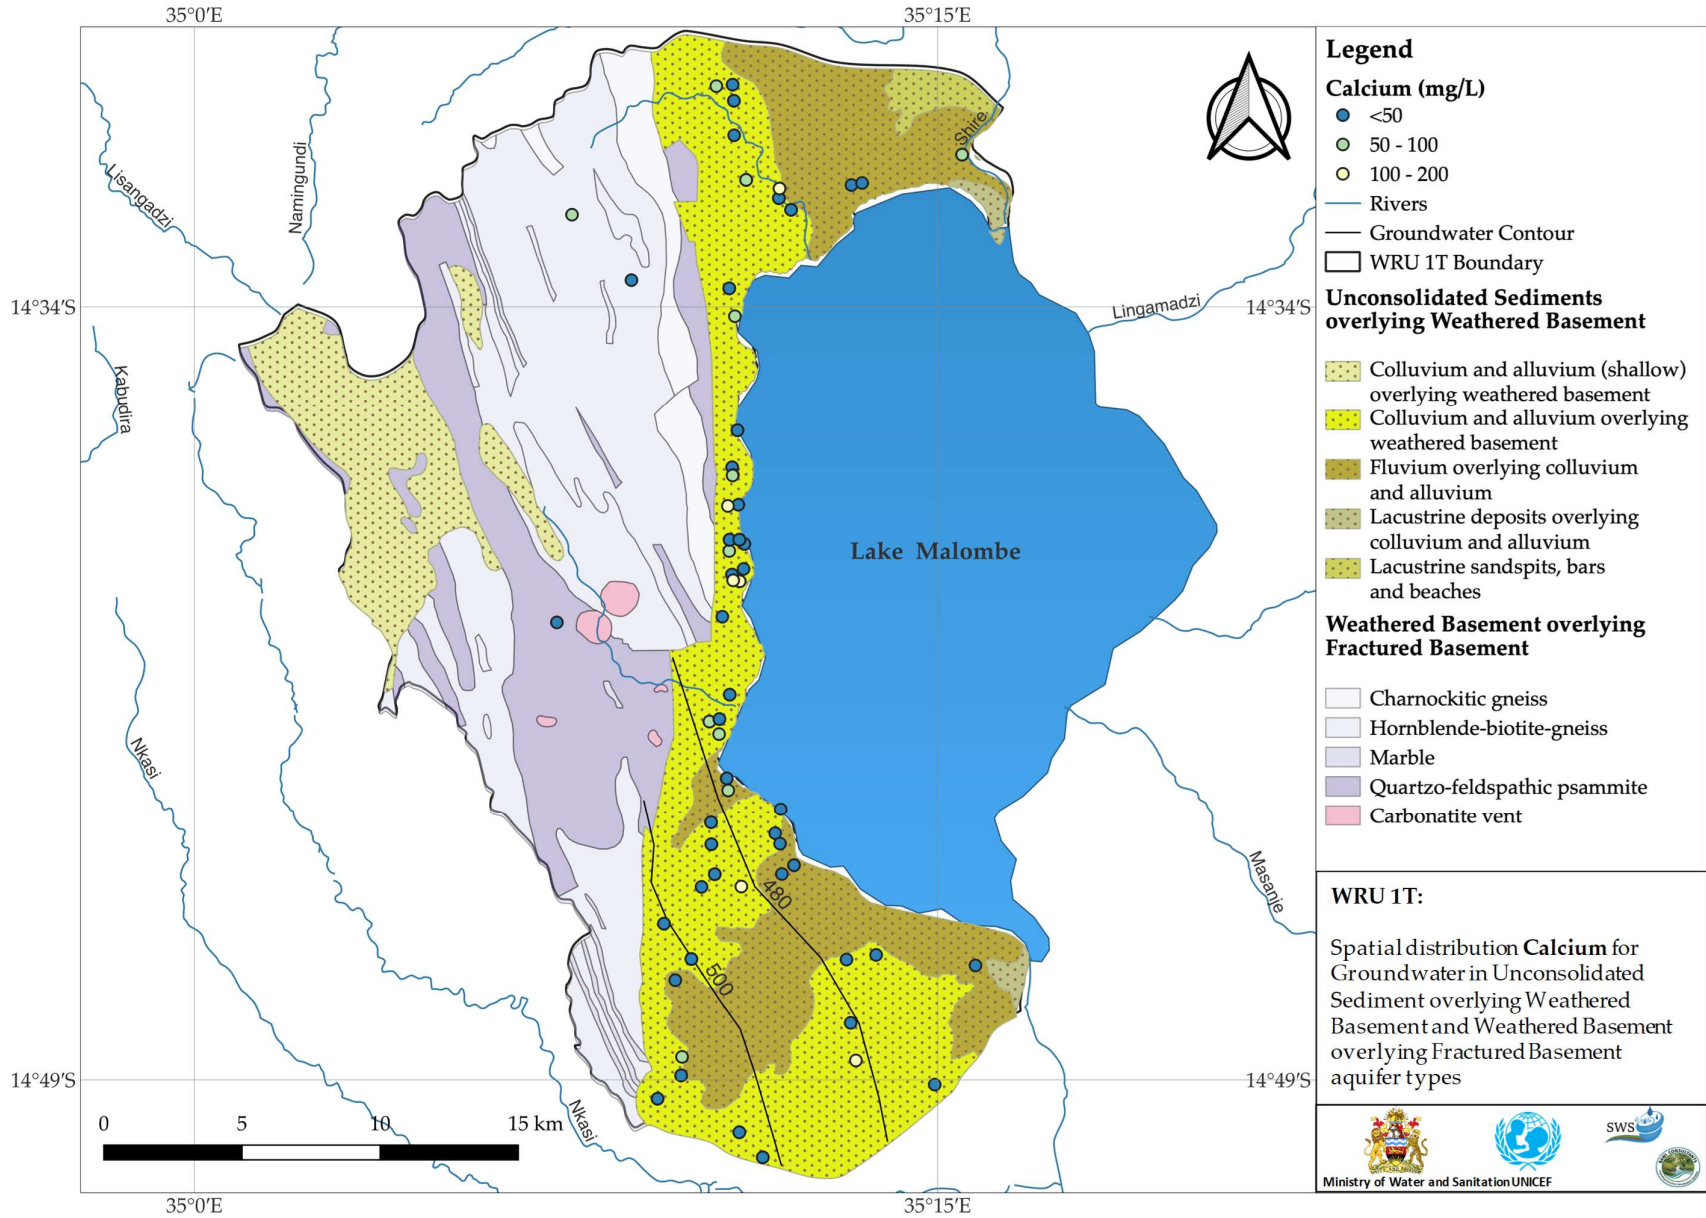 35°0′E
35°15′E
Lisangadzi
Namingundi
Shire
14°34′S
14°34′S
Lingamadzi
Kabudira
Lake Malombe
Nkasi
Masanje
480
500
14°49′S
14°49′S
Nkasi
0 5 10 15 km
35°0′E
35°15′E
Legend
Calcium (mg/L)
<50
50 - 100
100 - 200
Rivers
Groundwater Contour
WRU 1T Boundary
Unconsolidated Sediments
overlying Weathered Basement
Colluvium and alluvium (shallow)
overlying weathered basement
Colluvium and alluvium overlying
weathered basement
Fluvium overlying colluvium
and alluvium
Lacustrine deposits overlying
colluvium and alluvium
Lacustrine sandspits, bars
and beaches
Weathered Basement overlying
Fractured Basement
Charnockitic gneiss
Hornblende-biotite-gneiss
Marble
Quartzo-feldspathic psammite
Carbonatite vent
WRU 1T:
Spatial distribution Calcium for
Groundwater in Unconsolidated
Sediment overlying Weathered
Basement and Weathered Basement
overlying Fractured Basement
aquifer types
SWS
Ministry of Water and Sanitation UNICEF